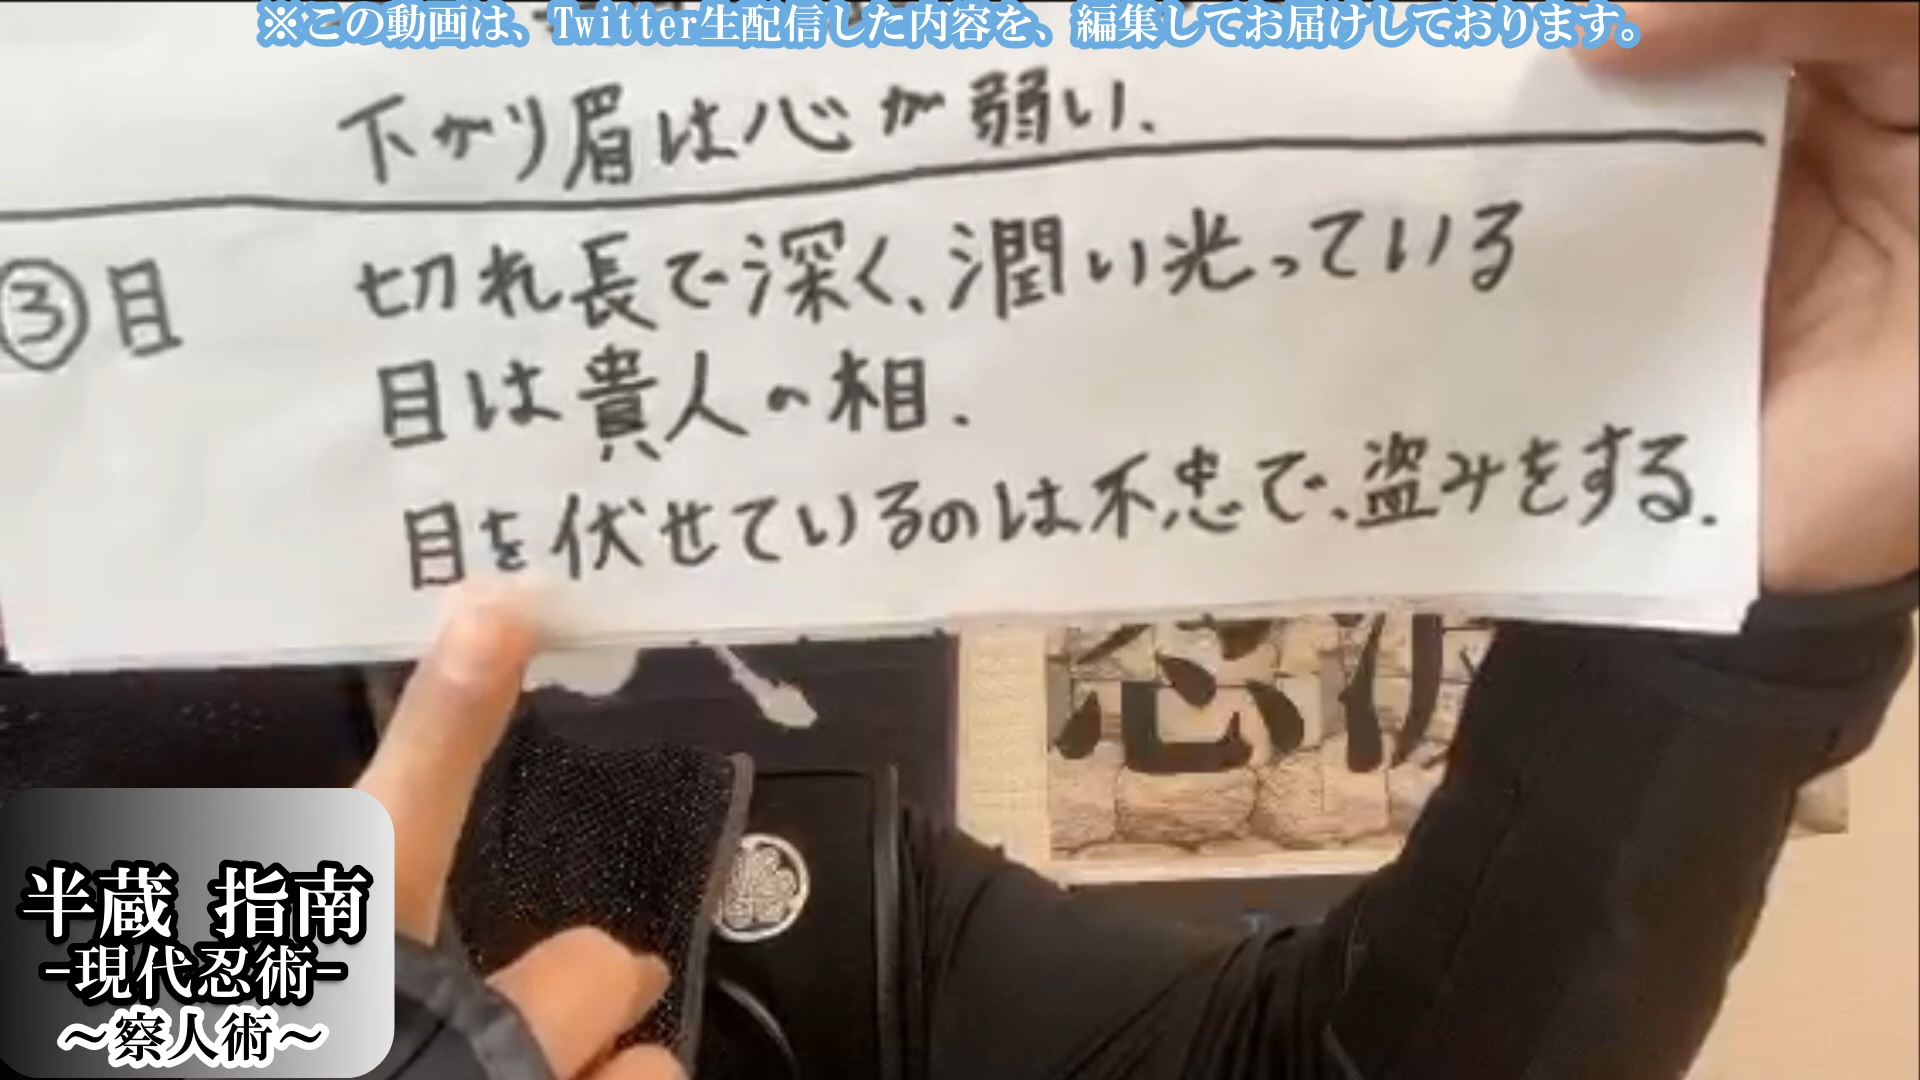 ※この動画は、Twitter生配信した内容を、編集してお届けしております。
下がり眉は心が弱い.
③目 切れ長で深く、潤い光っている
目は貴人の相.
目を伏せているのは不忠で、盗みをする.
半蔵 指南
-現代忍術-
～察人術～